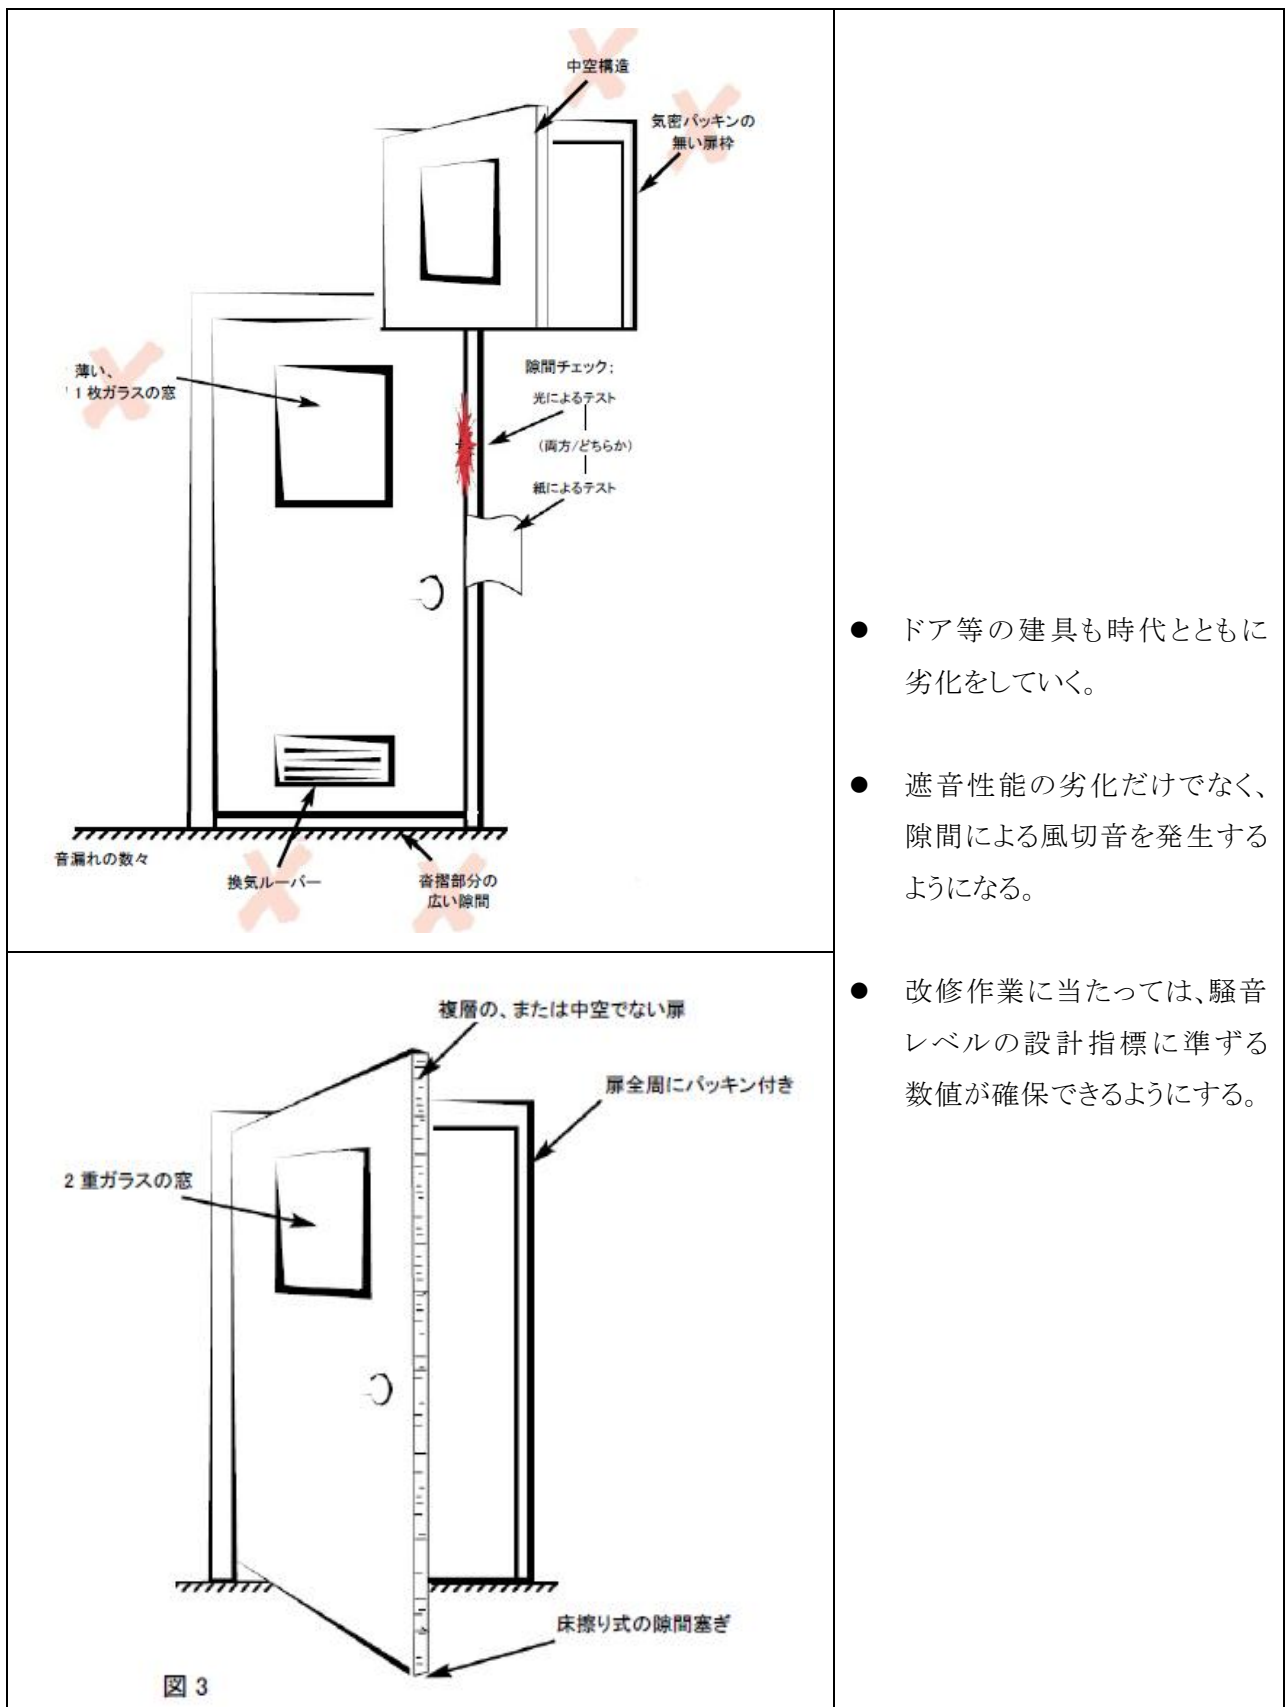 中空構造
気密パッキンの
無い扉枠
薄い、
1枚ガラスの窓
隙間チェック；
光によるテスト
(両方/どちらか)
紙によるテスト
音漏れの数々
換気ルーバー
沓摺部分の
広い隙間
複層の、または中空でない扉
扉全周にパッキン付き
2重ガラスの窓
床擦り式の隙間塞ぎ
図3
● ドア等の建具も時代とともに
劣化をしていく。
● 遮音性能の劣化だけでなく、
隙間による風切音を発生する
ようになる。
● 改修作業に当たっては、騒音
レベルの設計指標に準ずる
数値が確保できるようにする。